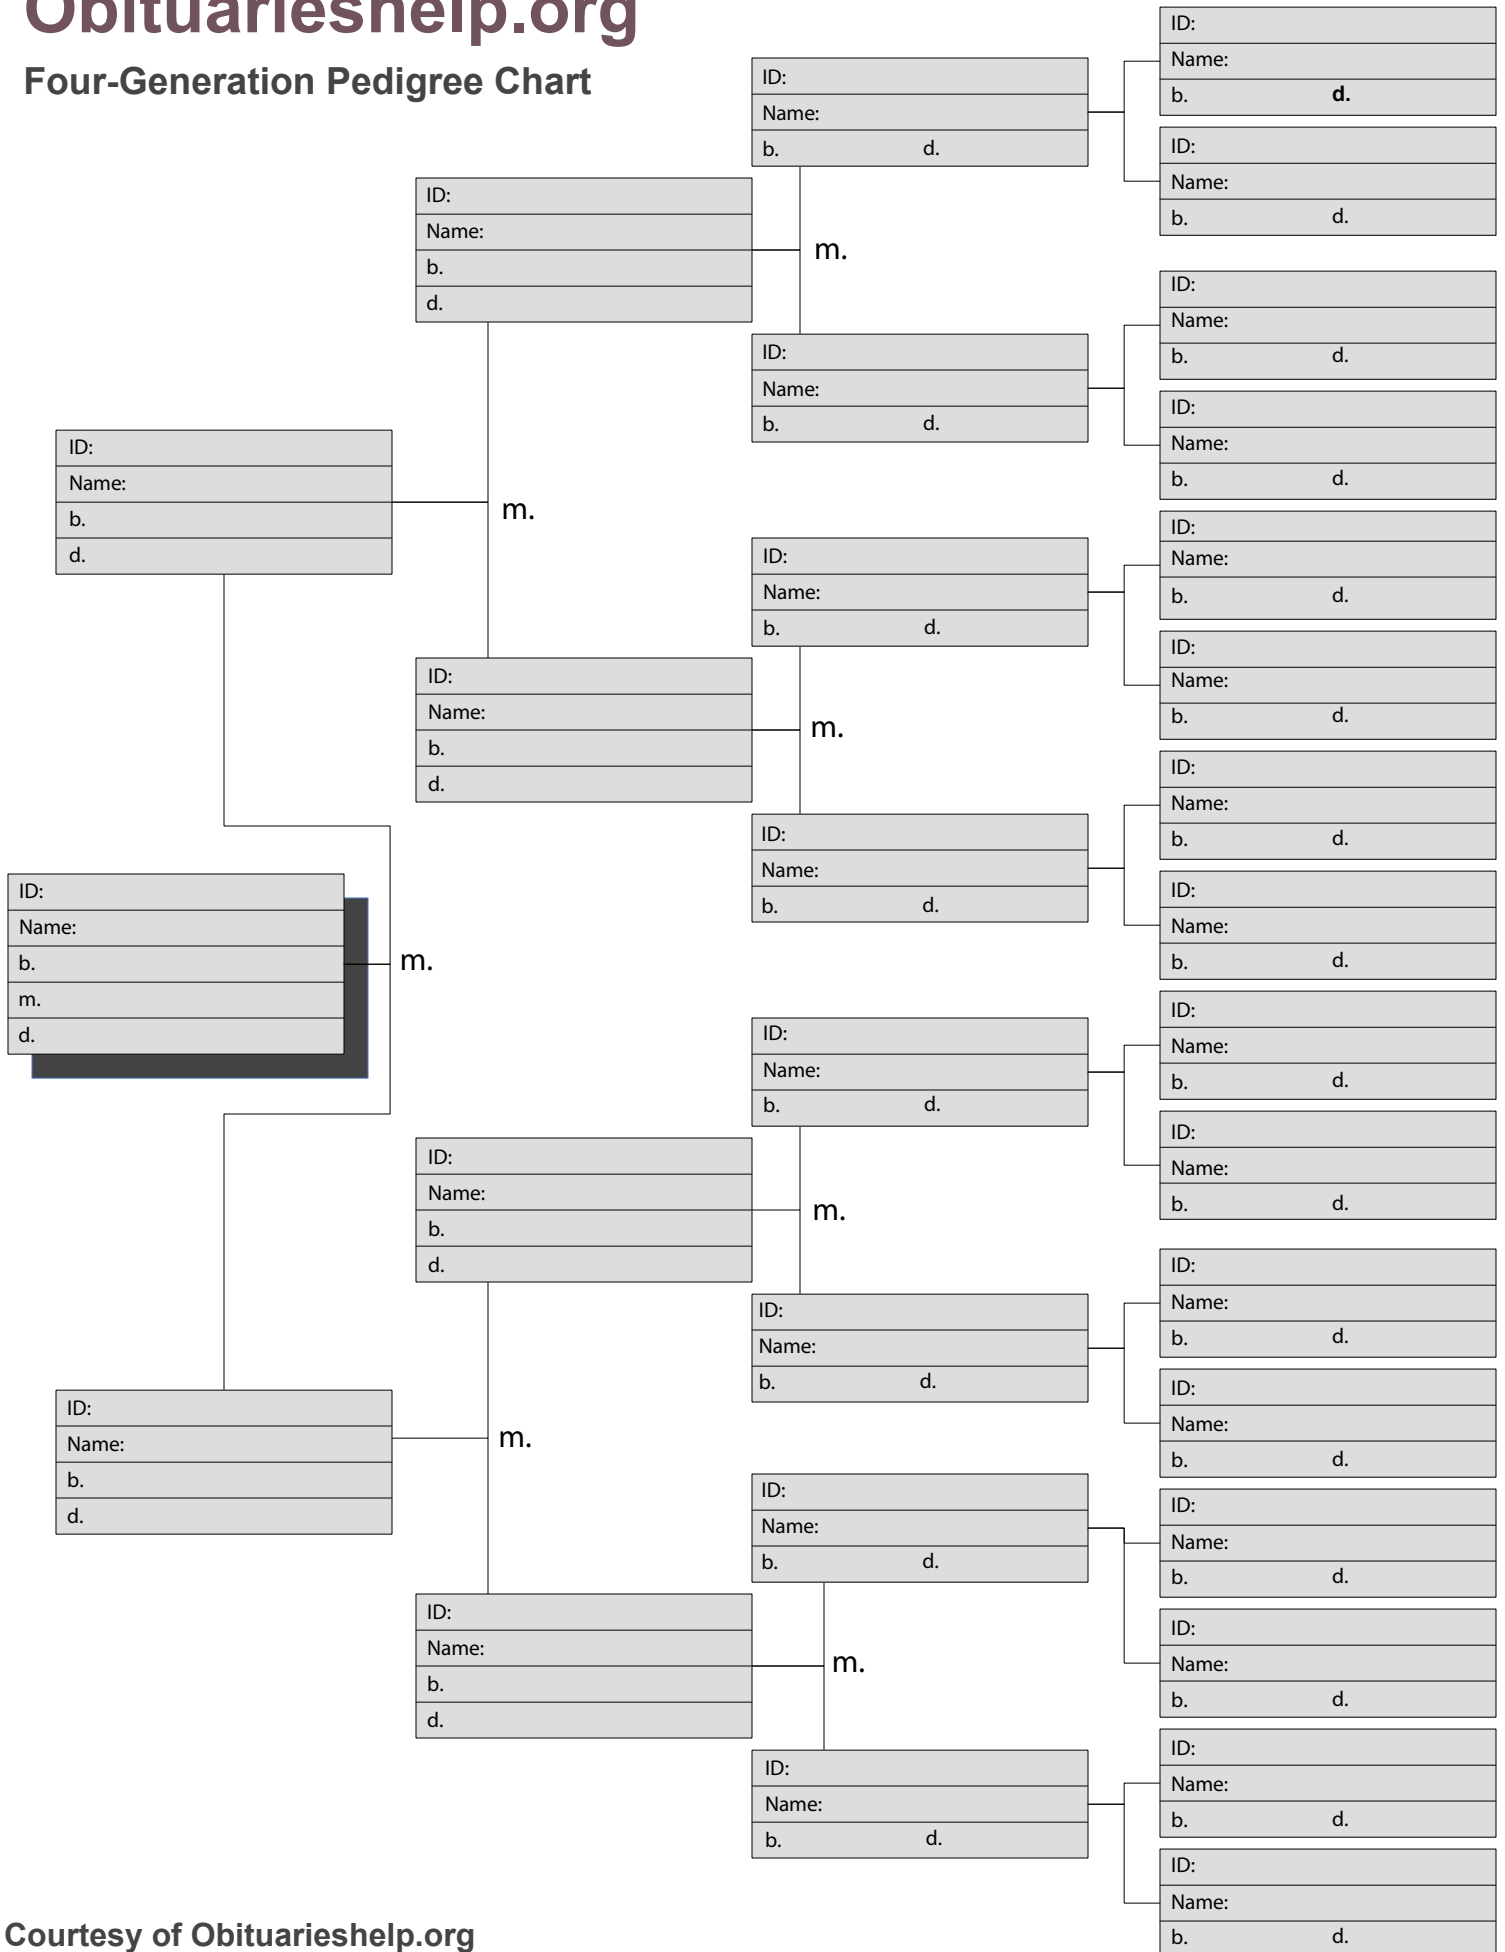 Obituarieshelp.org
Four-Generation Pedigree Chart
ID:
Name:
b.
m.
d.
m.
ID:
Name:
b.
d.
m.
ID:
Name:
b.
d.
m.
ID:
Name:
b.
d.
m.
ID:
Name:
b.
d.
m.
ID:
Name:
b.
d.
m.
ID:
Name:
b.
d.
m.
ID:
Name:
b. d.
ID:
Name:
b. d.
ID:
Name:
b. d.
ID:
Name:
b. d.
ID:
Name:
b. d.
ID:
Name:
b. d.
ID:
Name:
b. d.
ID:
Name:
b. d.
ID:
Name:
b. d.
ID:
Name:
b. d.
ID:
Name:
b. d.
ID:
Name:
b. d.
ID:
Name:
b. d.
ID:
Name:
b. d.
ID:
Name:
b. d.
ID:
Name:
b. d.
ID:
Name:
b. d.
ID:
Name:
b. d.
ID:
Name:
b. d.
ID:
Name:
b. d.
ID:
Name:
b. d.
ID:
Name:
b. d.
ID:
Name:
b. d.
ID:
Name:
b. d.
Courtesy of Obituarieshelp.org